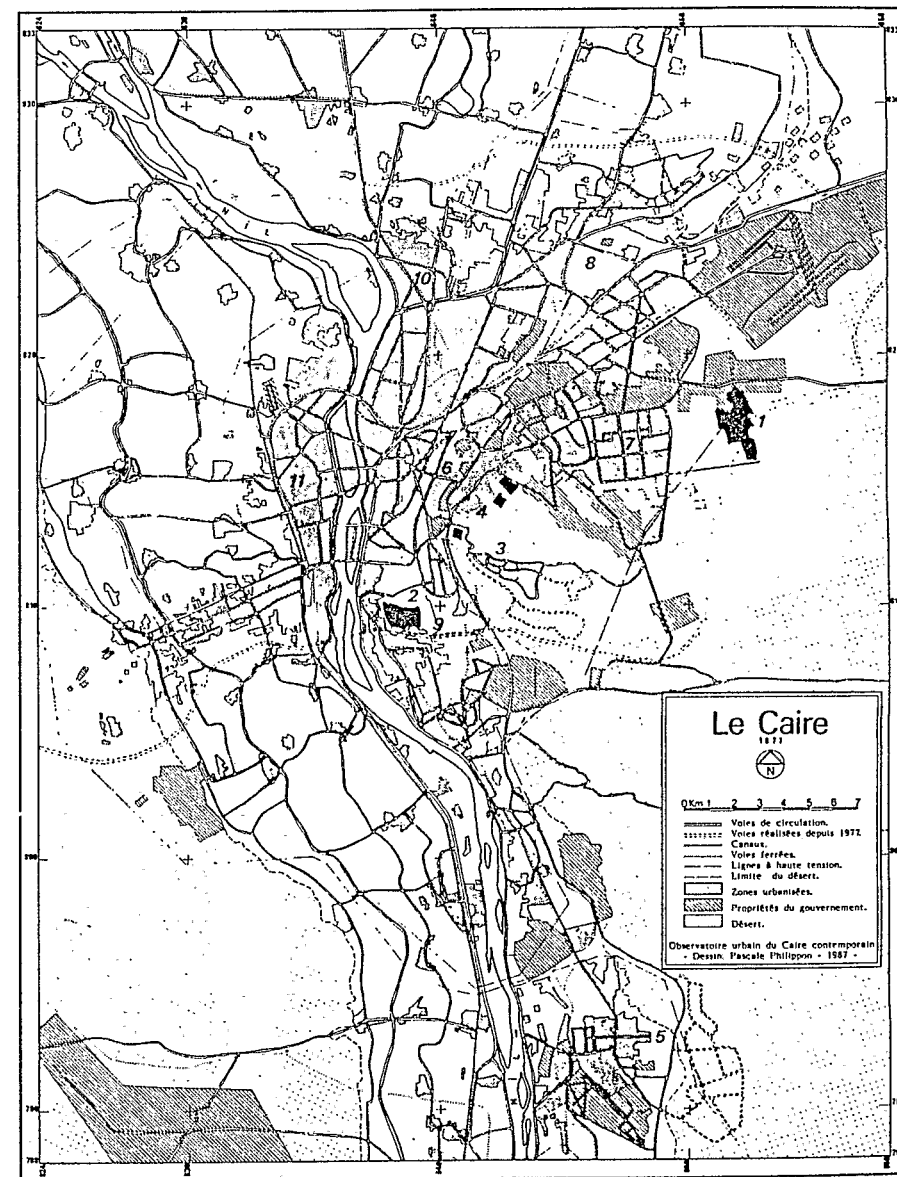 10
8
1
11
6
7
4
3
2
9
5
NIL
Le Caire
N
0Km 1 2 3 4 5 6 7
Voies de circulation.
Voies réalisées depuis 1977.
Canaux.
Voies ferrées.
Lignes à haute tension.
Limite du désert.
Zones urbanisées.
Propriétés du gouvernement.
Désert.
Observatoire urbain du Caire contemporain
- Dessin. Pascale Philippon - 1987 -